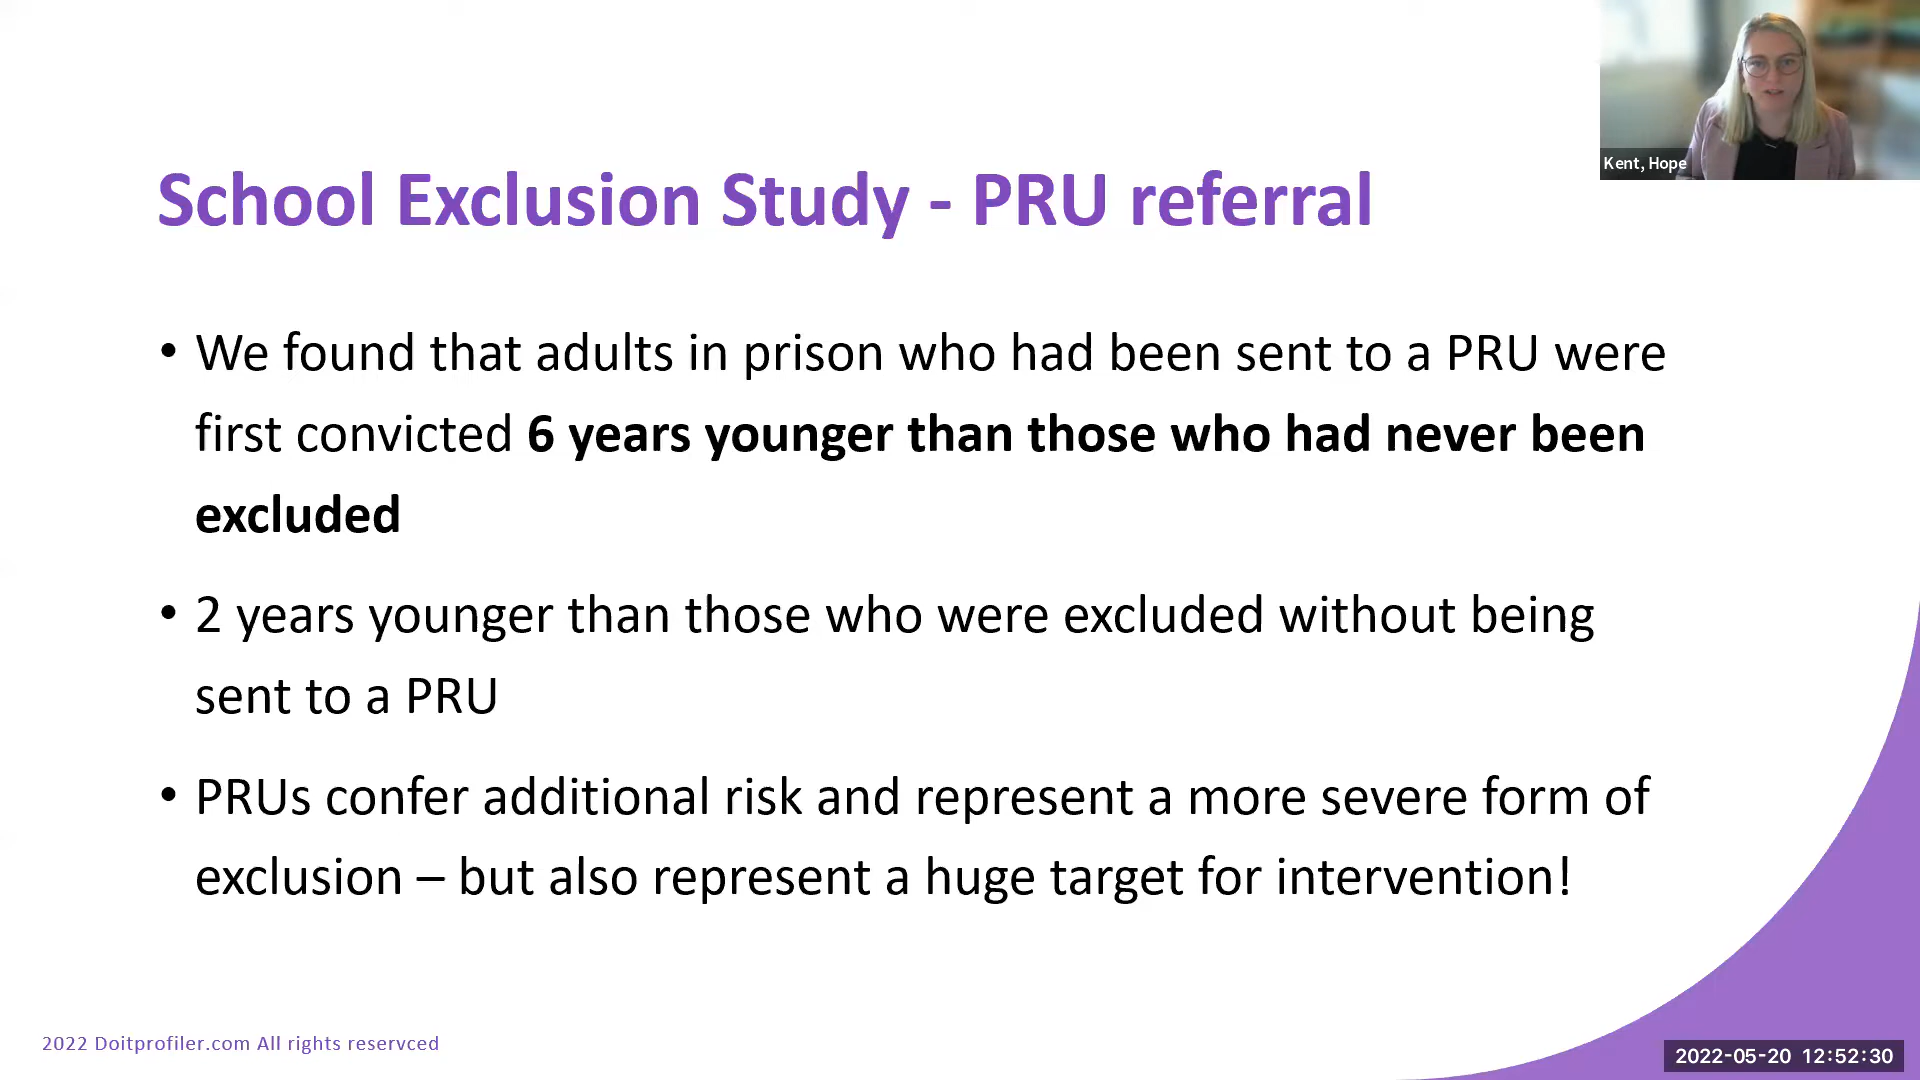 Kent, Hope
School Exclusion Study - PRU referral
• We found that adults in prison who had been sent to a PRU were
first convicted 6 years younger than those who had never been
excluded
• 2 years younger than those who were excluded without being
sent to a PRU
• PRUs confer additional risk and represent a more severe form of
exclusion – but also represent a huge target for intervention!
2022 Doitprofiler.com All rights reservced
2022-05-20 12:52:30